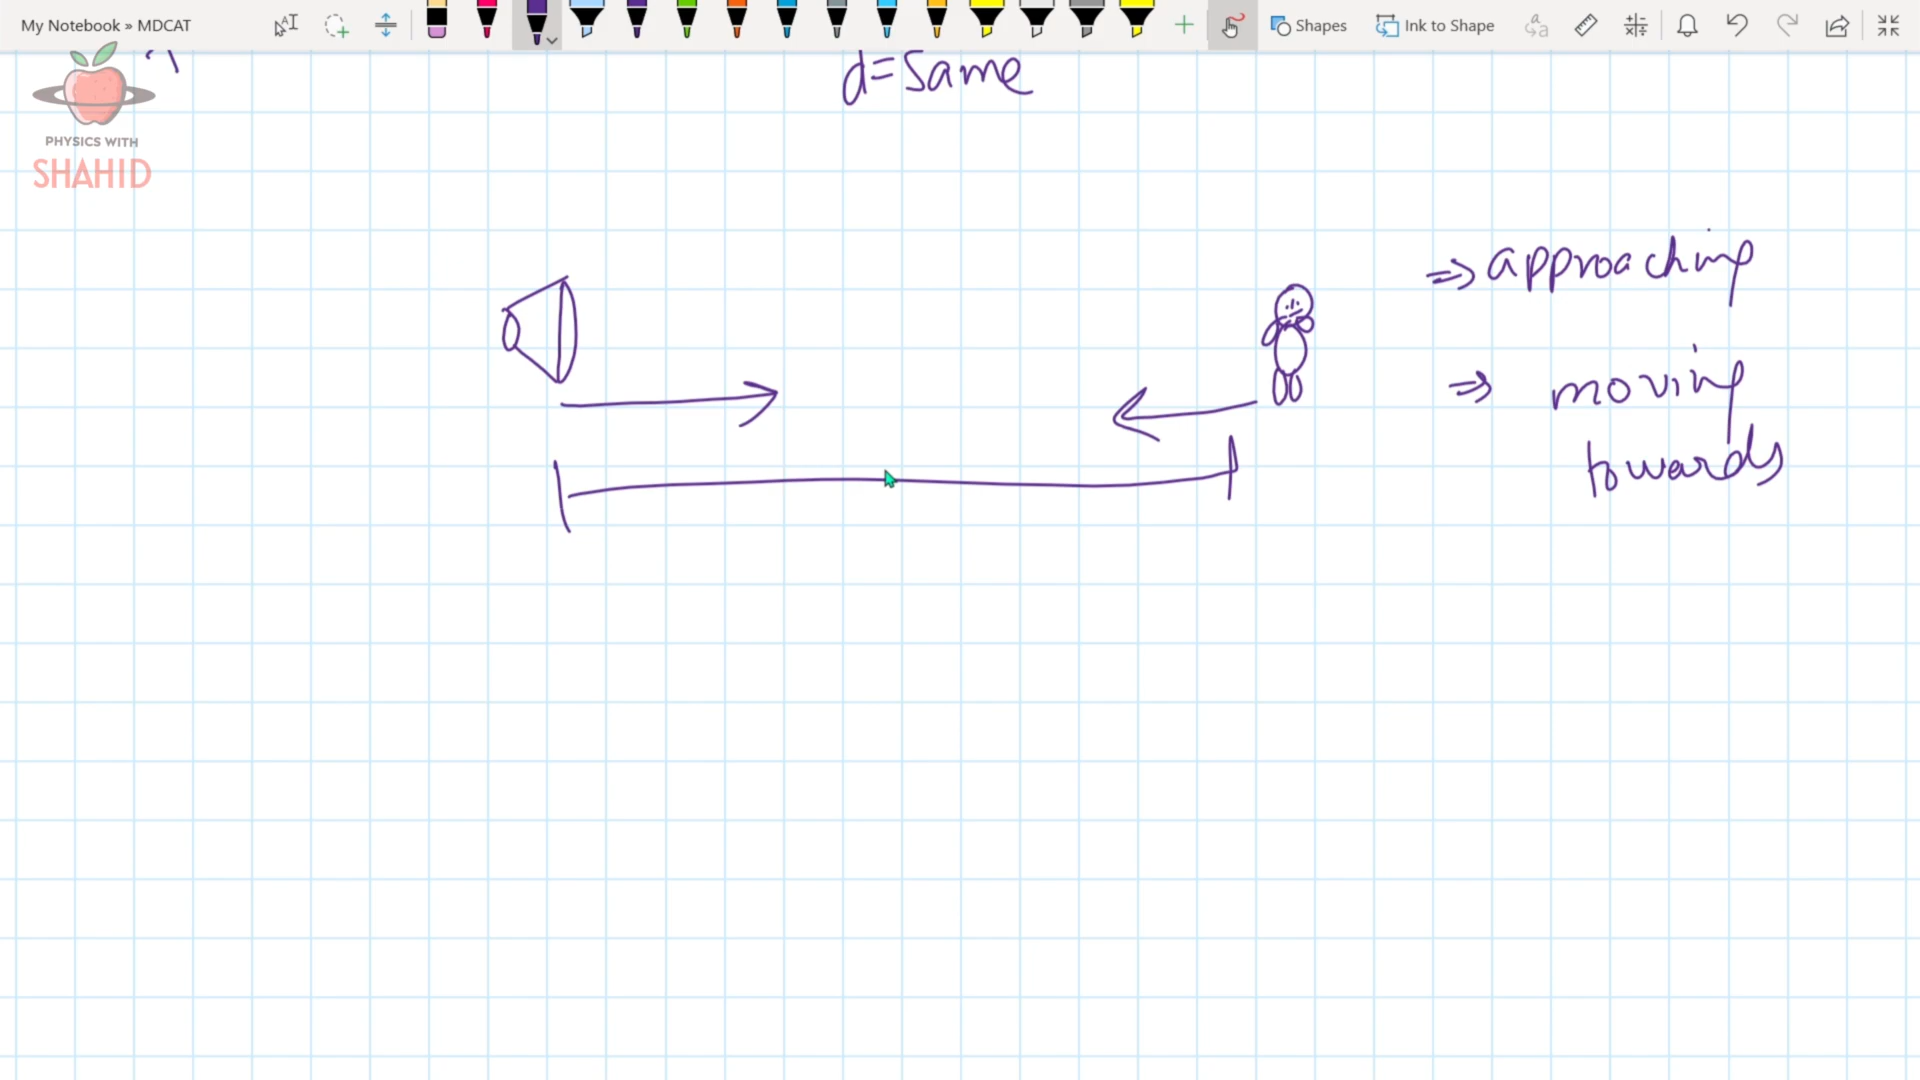 My Notebook » MDCAT
Shapes
Ink to Shape
d=Same
PHYSICS WITH
SHAHID
⇒ approaching
⇒ moving
towards